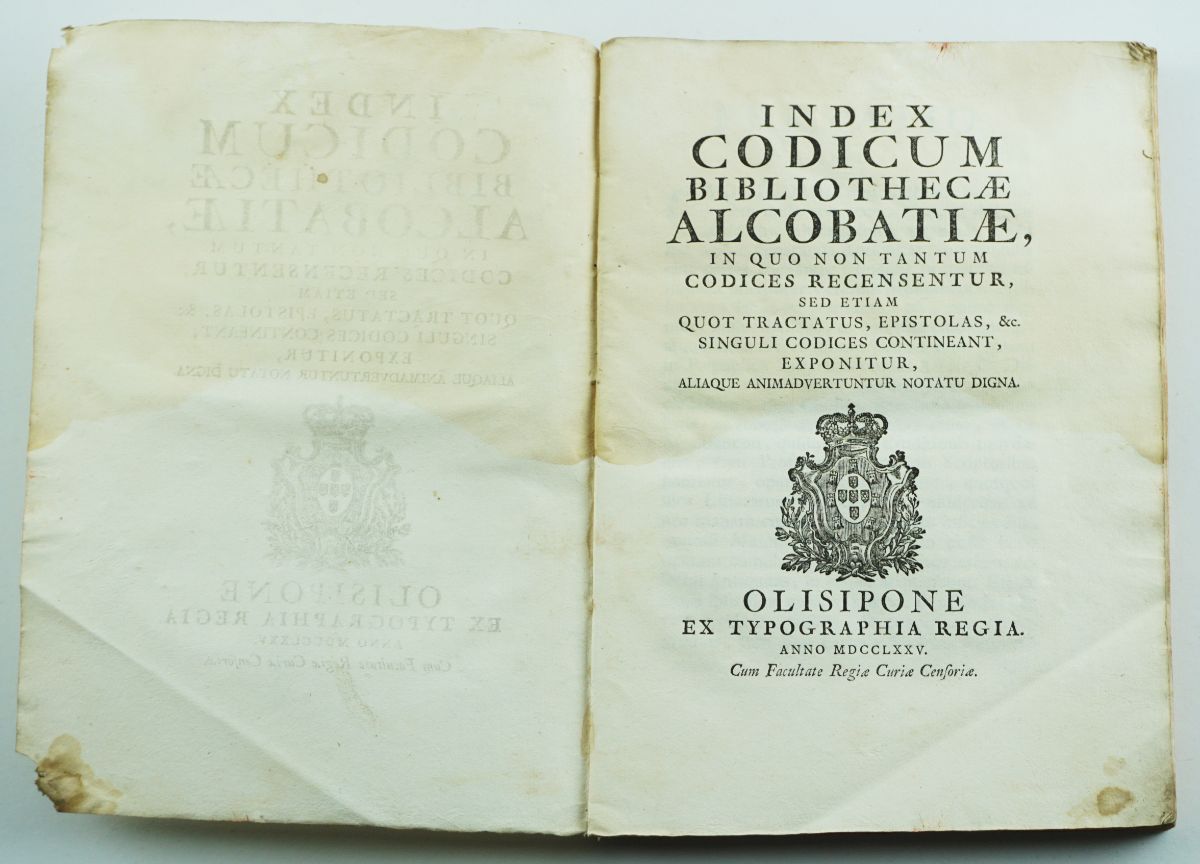 INDEX
CODICUM
BIBLIOTHECÆ
ALCOBATIÆ,
IN QUO NON TANTUM
CODICES RECENSENTUR,
SED ETIAM
QUOT TRACTATUS, EPISTOLAS, &c.
SINGULI CODICES CONTINEANT,
EXPONITUR,
ALIAQUE ANIMADVERTUNTUR NOTATU DIGNA.
OLISIPONE
EX TYPOGRAPHIA REGIA.
ANNO MDCCLXXV.
Cum Facultate Regiæ Curiæ Cenſoriæ.